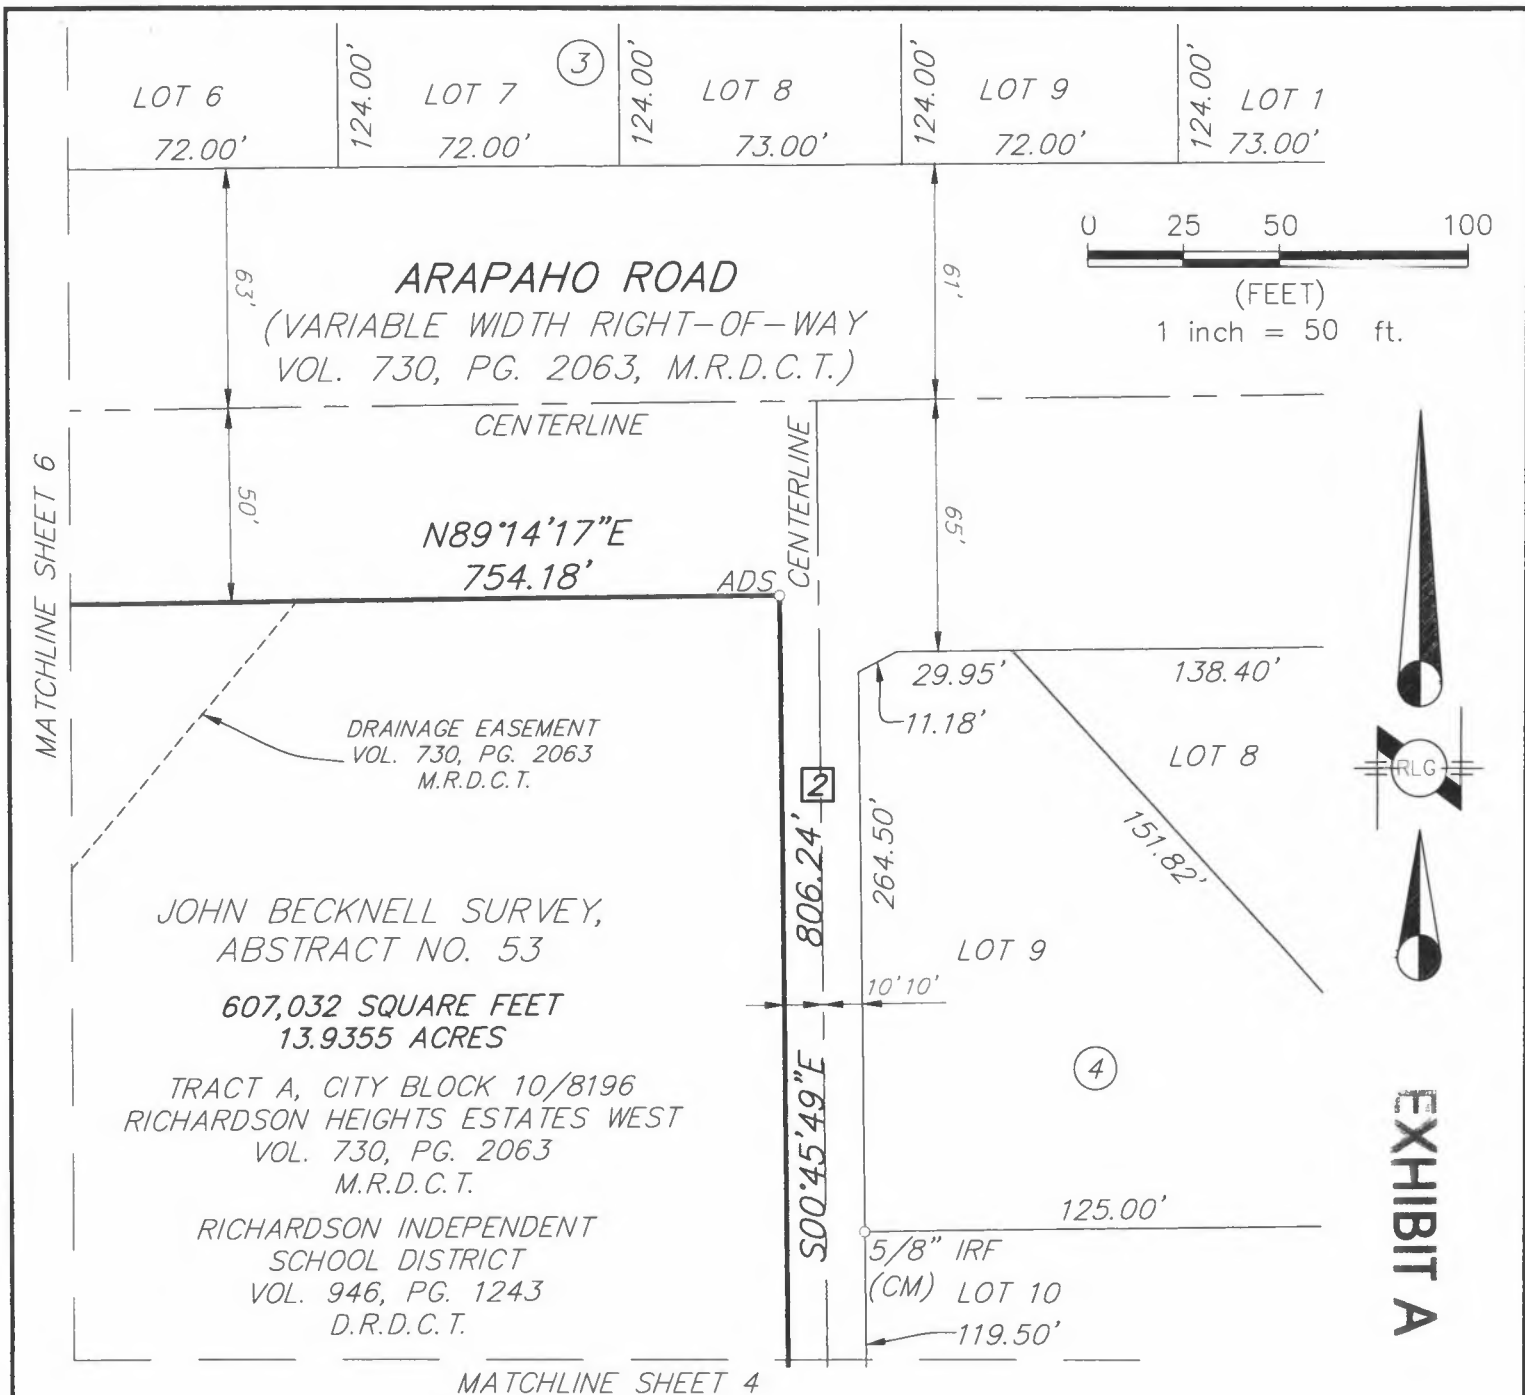 3
LOT 6
LOT 7
LOT 8
LOT 9
LOT 1
124.00'
124.00'
124.00'
124.00'
72.00'
72.00'
73.00'
72.00'
73.00'
0 25 50 100
(FEET)
1 inch = 50 ft.
63'
61'
ARAPAHO ROAD
(VARIABLE WIDTH RIGHT-OF-WAY
VOL. 730, PG. 2063, M.R.D.C.T.)
CENTERLINE
CENTERLINE
MATCHLINE SHEET 6
50'
65'
N89°14'17"E
754.18'
ADS
29.95'
138.40'
11.18'
LOT 8
RLG
DRAINAGE EASEMENT
VOL. 730, PG. 2063
M.R.D.C.T.
2
806.24'
264.50'
151.82'
JOHN BECKNELL SURVEY,
ABSTRACT NO. 53
LOT 9
10' 10'
607,032 SQUARE FEET
13.9355 ACRES
4
TRACT A, CITY BLOCK 10/8196
RICHARDSON HEIGHTS ESTATES WEST
VOL. 730, PG. 2063
M.R.D.C.T.
S00°45'49"E
EXHIBIT A
RICHARDSON INDEPENDENT
SCHOOL DISTRICT
VOL. 946, PG. 1243
D.R.D.C.T.
125.00'
5/8" IRF
(CM)
LOT 10
119.50'
MATCHLINE SHEET 4